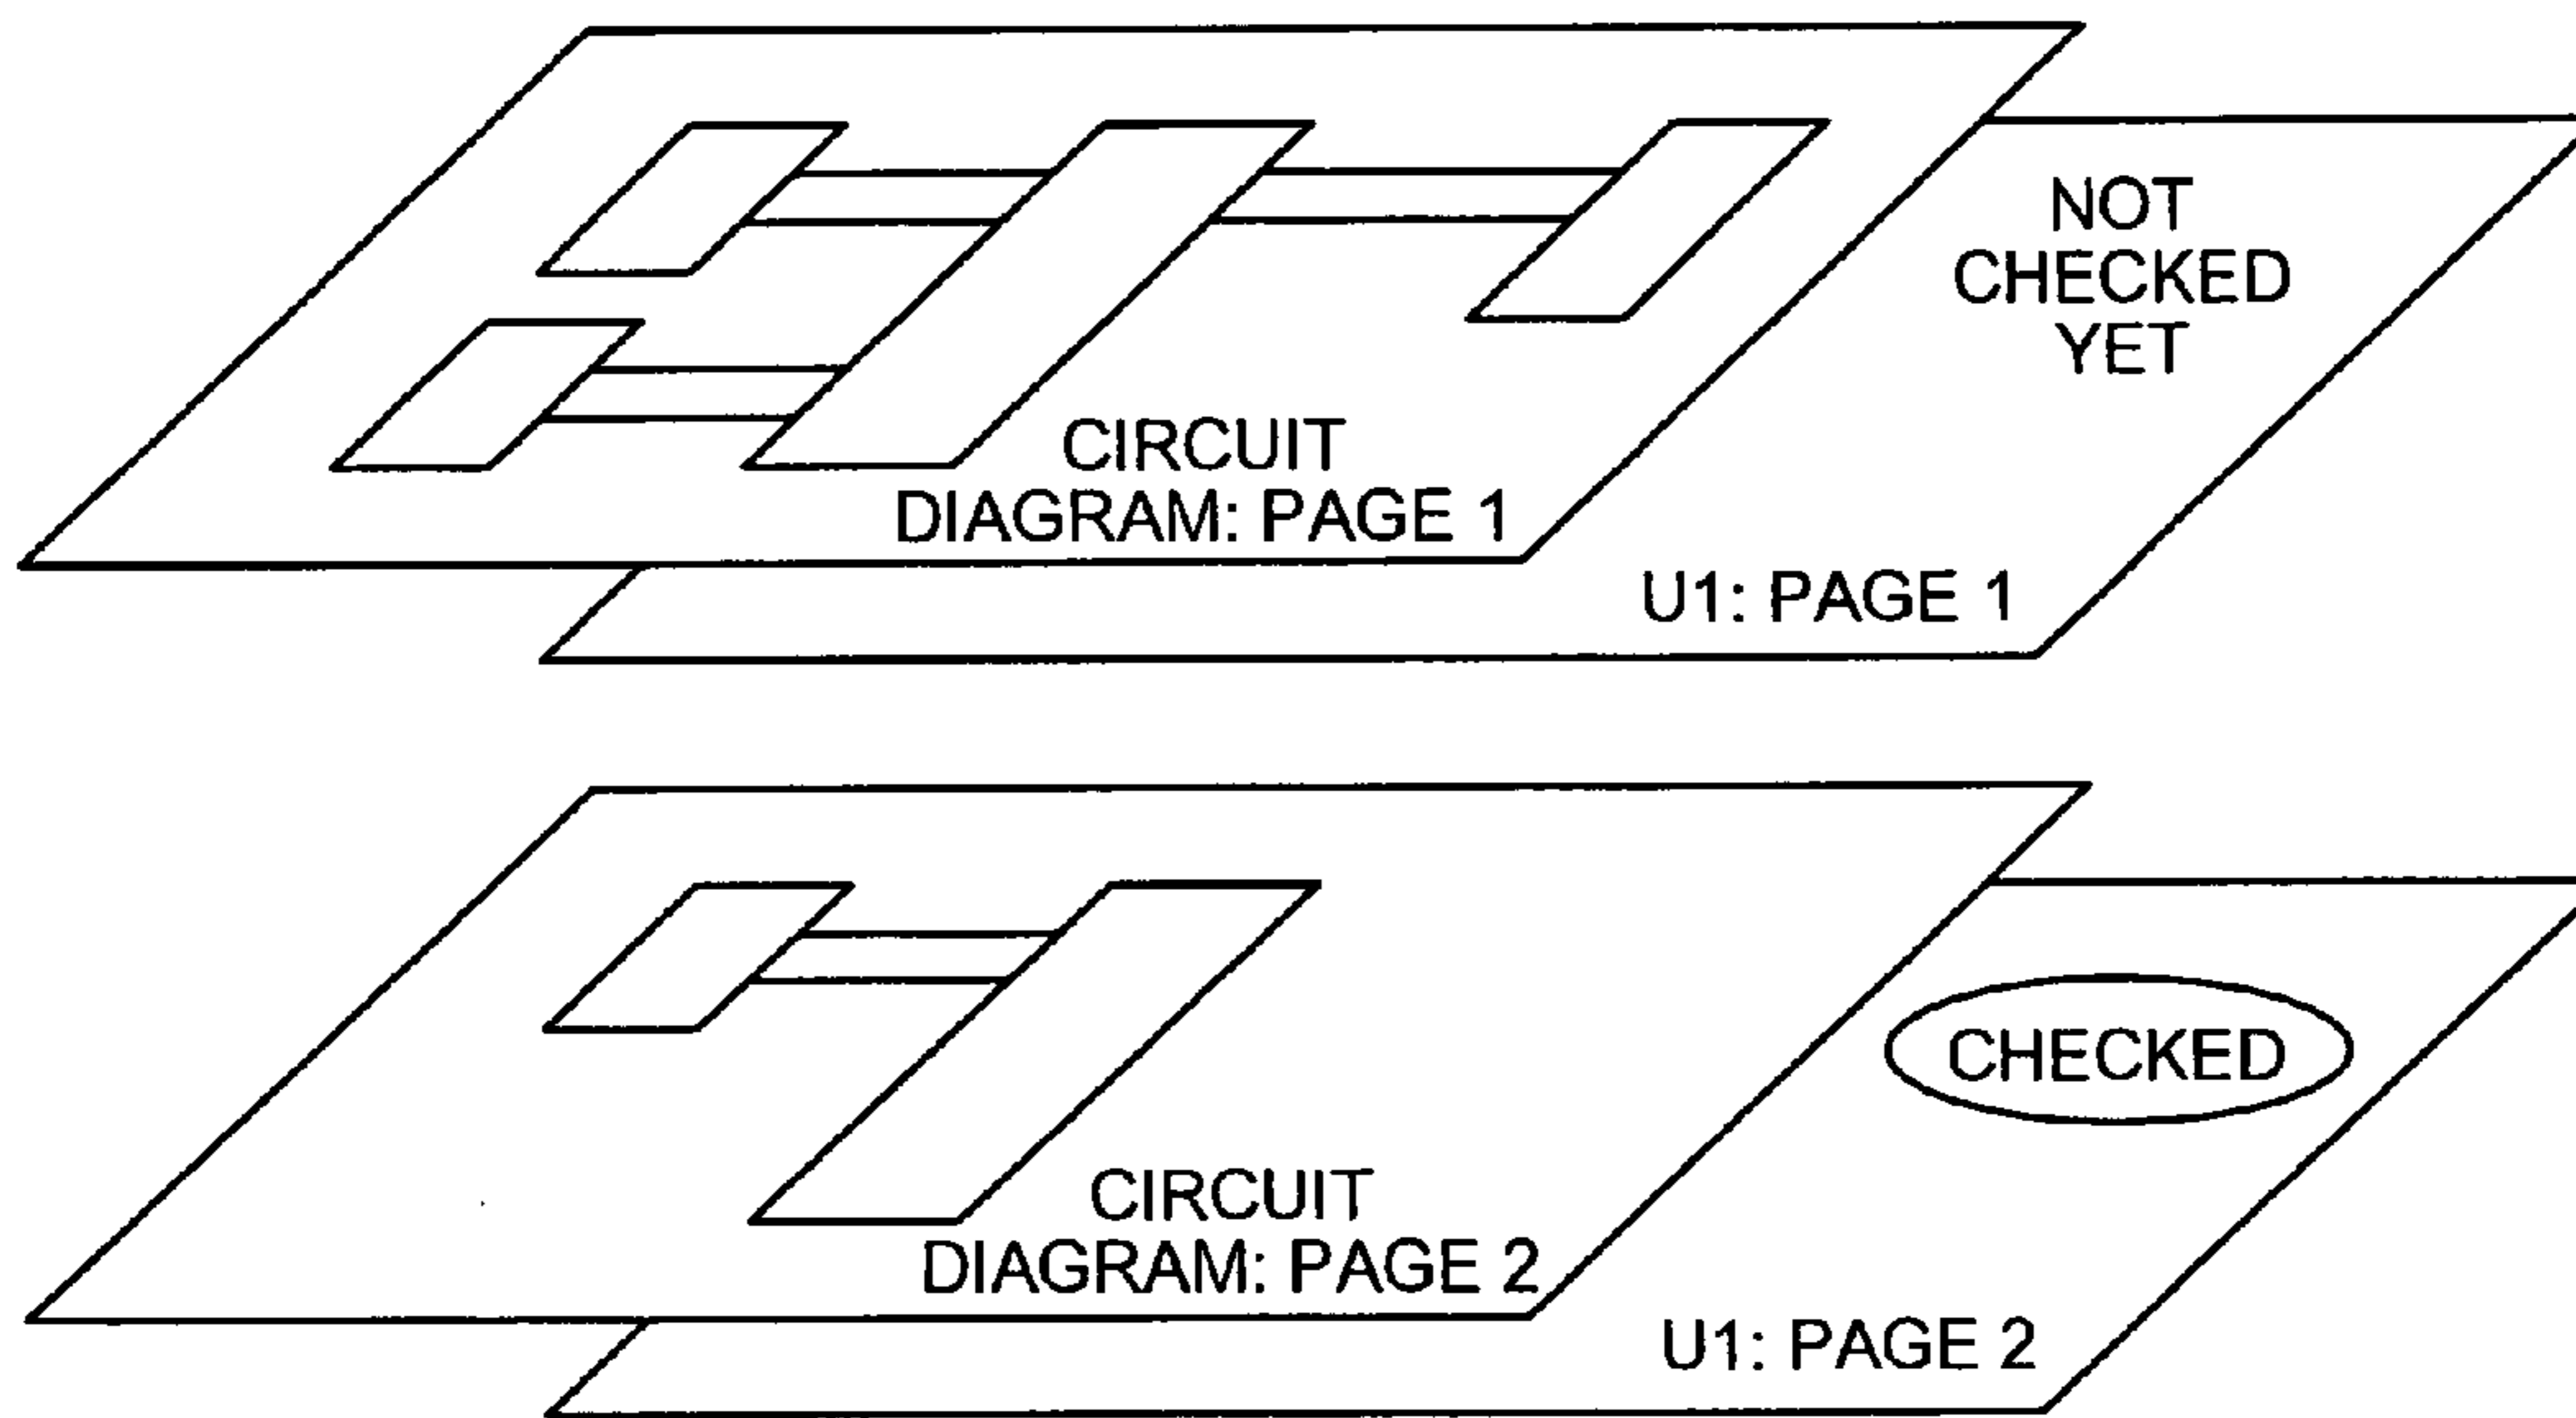 NOT
CHECKED
YET
CIRCUIT
DIAGRAM: PAGE 1
U1: PAGE 1
CHECKED
CIRCUIT
DIAGRAM: PAGE 2
U1: PAGE 2